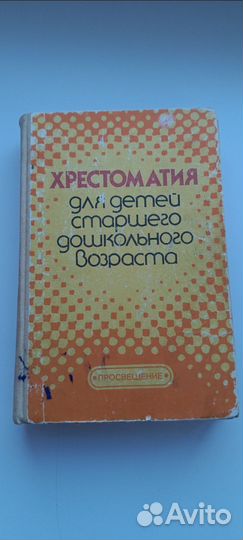 ХРЕСТОМАТИЯ
для детей
старшего
дошкольного
возраста
ПРОСВЕЩЕНИЕ
Avito